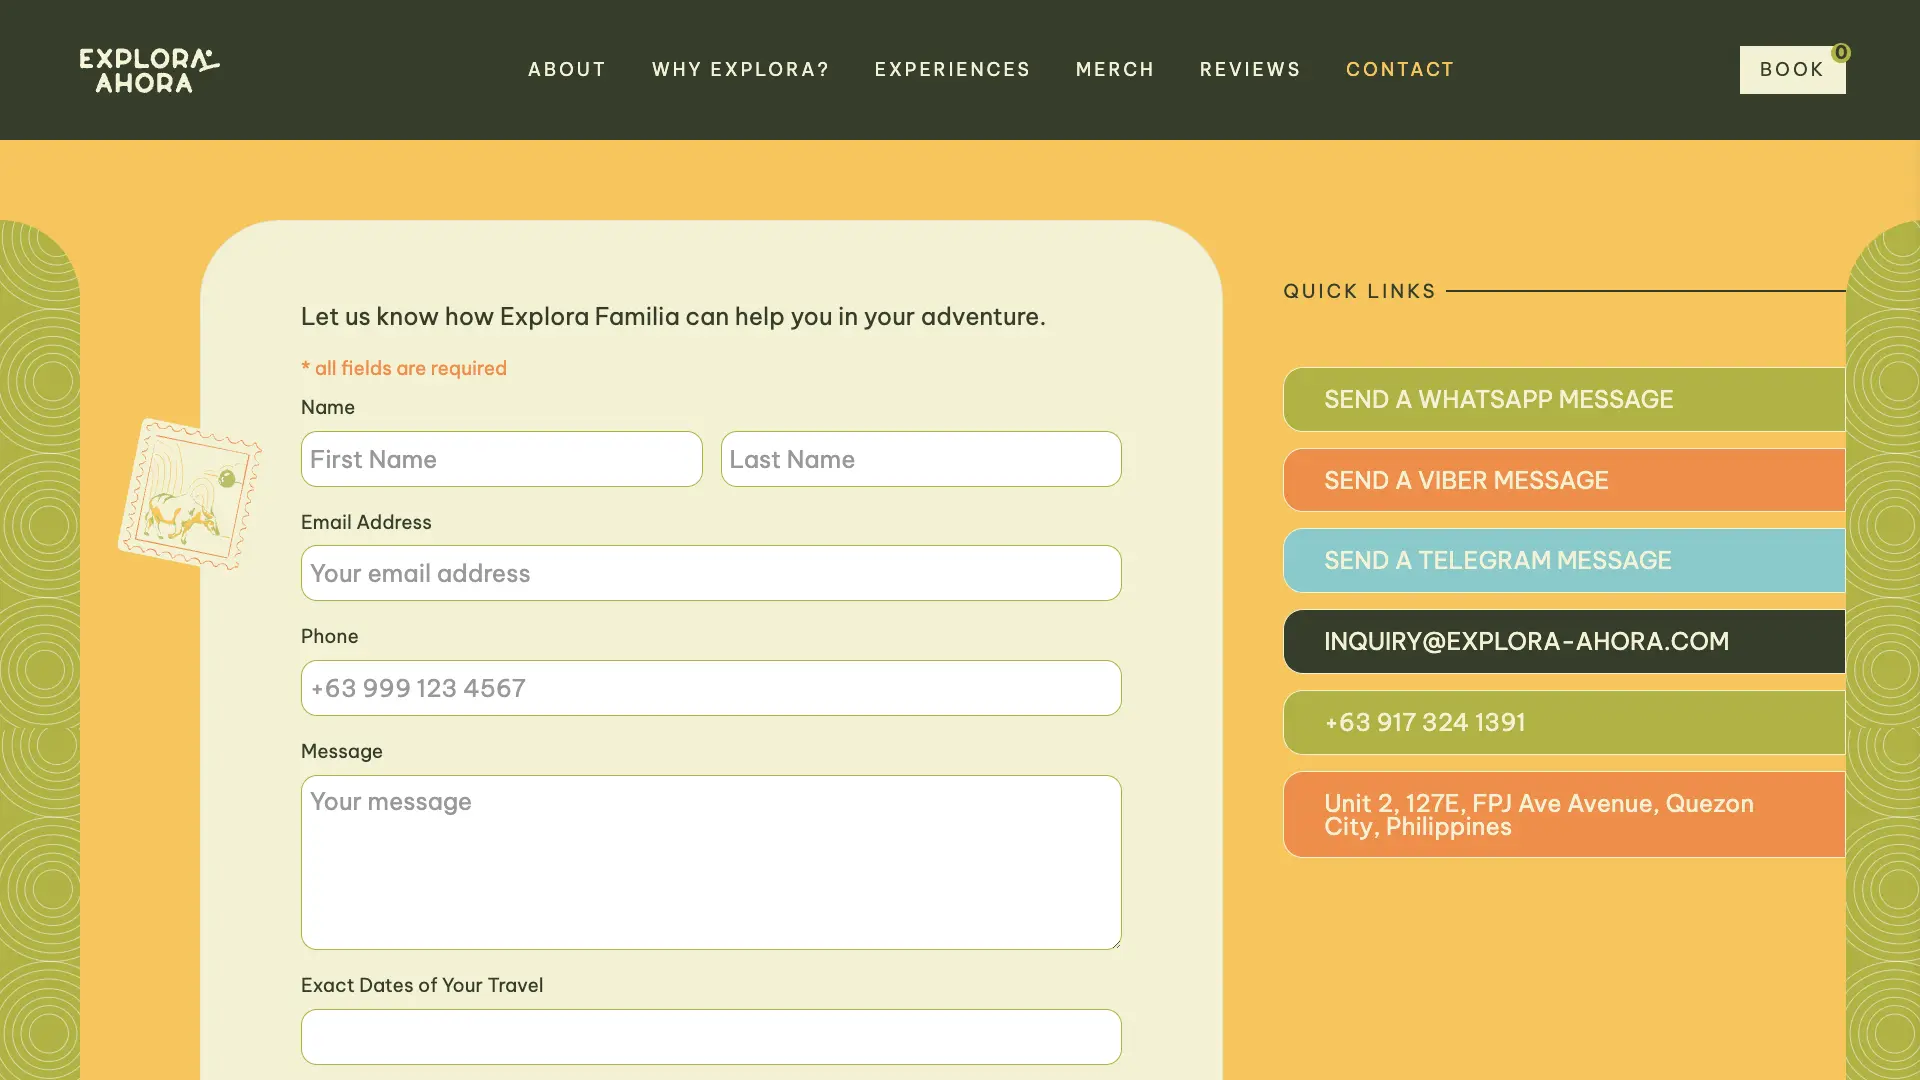 EXPLORA
AHORA
ABOUT
WHY EXPLORA?
EXPERIENCES
MERCH
REVIEWS
CONTACT
BOOK
0
Let us know how Explora Familia can help you in your adventure.
* all fields are required
Name
First Name
Last Name
Email Address
Your email address
Phone
+63 999 123 4567
Message
Your message
Exact Dates of Your Travel
QUICK LINKS
SEND A WHATSAPP MESSAGE
SEND A VIBER MESSAGE
SEND A TELEGRAM MESSAGE
INQUIRY@EXPLORA-AHORA.COM
+63 917 324 1391
Unit 2, 127E, FPJ Ave Avenue, Quezon
City, Philippines